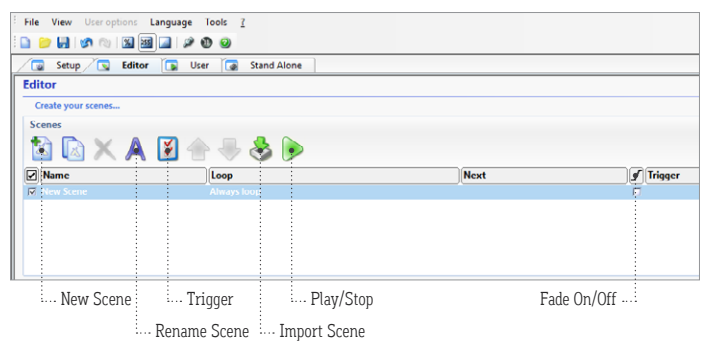 File View User options Language Tools ?
Setup Editor User Stand Alone
Editor
Create your scenes...
Scenes
Name Loop Next Trigger
New Scene Always loop
New Scene Trigger Play/Stop Fade On/Off
Rename Scene Import Scene